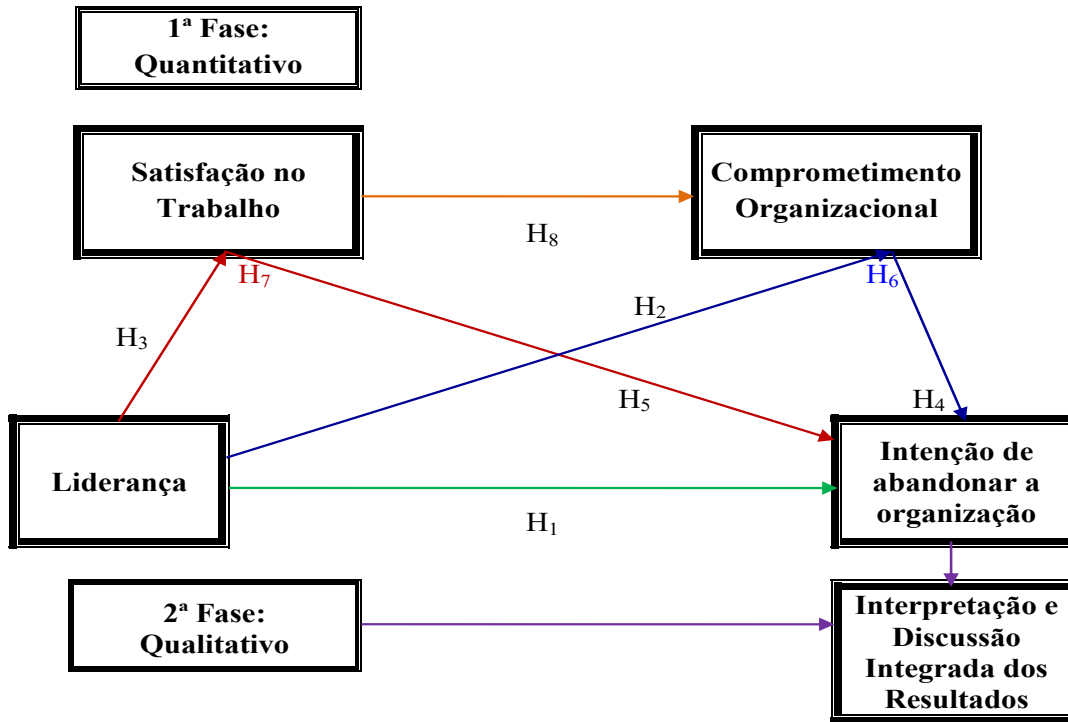 1ª Fase:
Quantitativo
Satisfação no
Trabalho
Comprometimento
Organizacional
H₈
H₇
H₆
H₂
H₃
H₅
H₄
Liderança
Intenção de
abandonar a
organização
H₁
2ª Fase:
Qualitativo
Interpretação e
Discussão
Integrada dos
Resultados